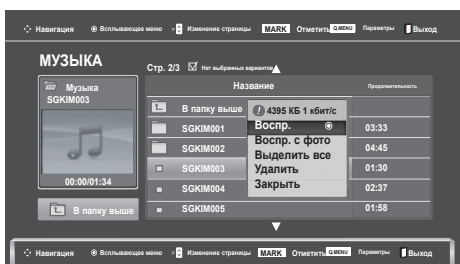 Навигация Всплывающее меню P Изменение страницы MARK Отметить Q.MENU Параметры Выход
МУЗЫКА
Стр. 2/3 Нет выбранных вариантов
Музыка
SGKIM003
Название Продолжительность
В папку выше
4395 КБ 1 кбит/с
SGKIM001 Воспр. 03:33
SGKIM002 Воспр. с фото 04:45
Выделить все
SGKIM003 Удалить 01:30
SGKIM004 Закрыть 02:37
00:00/01:34
SGKIM005 01:58
В папку выше
Навигация Всплывающее меню P Изменение страницы MARK Отметить Q.MENU Параметры Выход